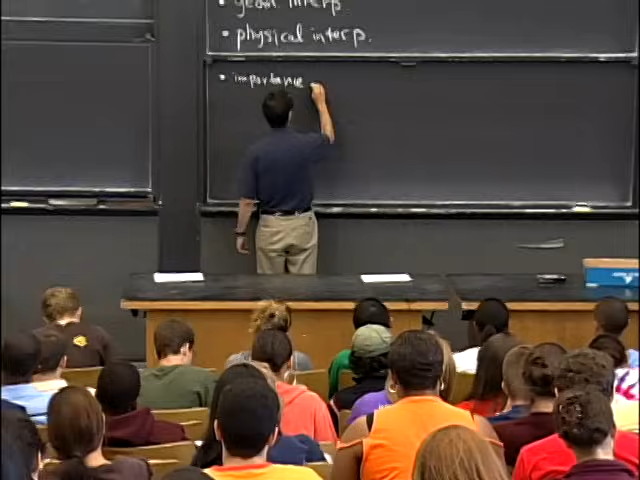 • geom. interp.
• physical interp.
• importance